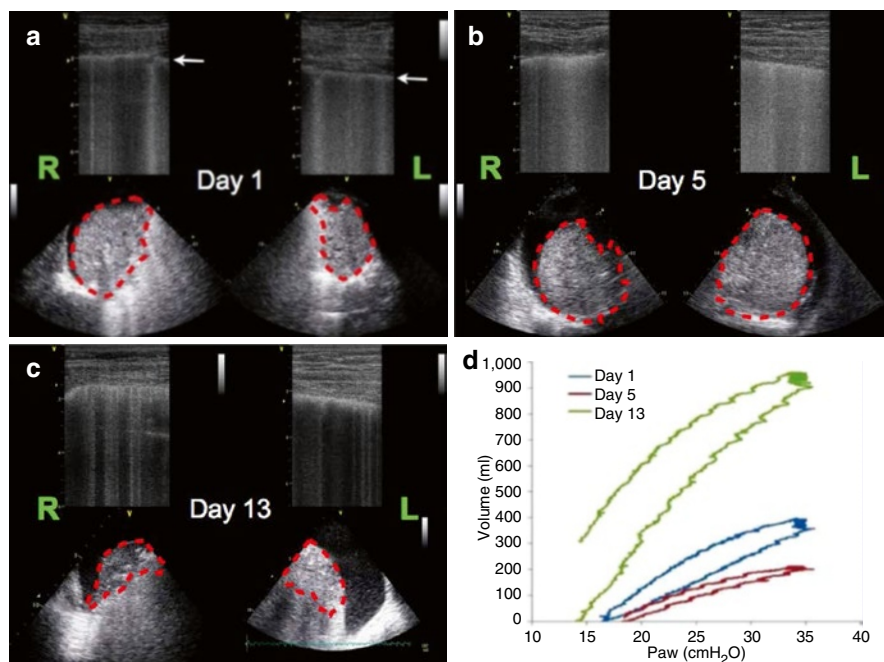 a
R
L
Day 1
b
R
L
Day 5
c
R
L
Day 13
d
1,000
900
800
700
600
500
400
300
200
100
0
Volume (ml)
Day 1
Day 5
Day 13
10 15 20 25 30 35 40
Paw (cmH₂O)